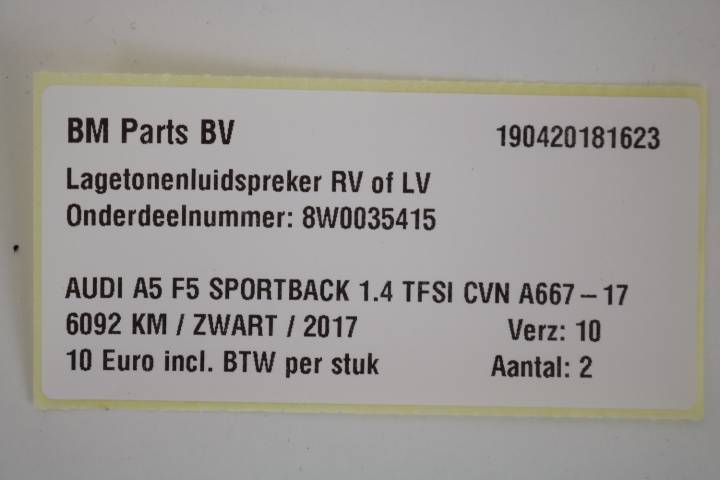 BM Parts BV 190420181623
Lagetonenluidspreker RV of LV
Onderdeelnummer: 8W0035415
AUDI A5 F5 SPORTBACK 1.4 TFSI CVN A667 – 17
6092 KM / ZWART / 2017 Verz: 10
10 Euro incl. BTW per stuk Aantal: 2